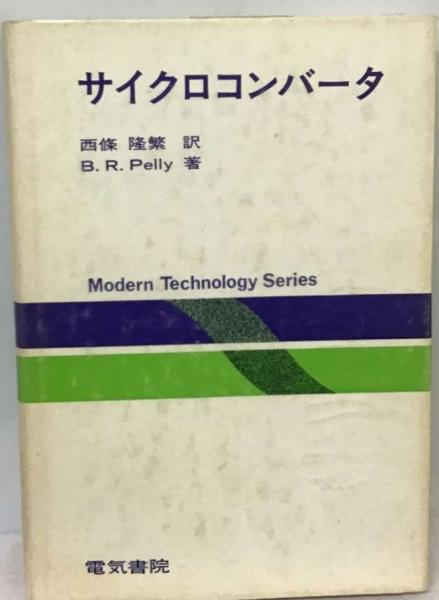 サイクロコンバータ
西條 隆繁 訳
B. R. Pelly 著
Modern Technology Series
電気書院